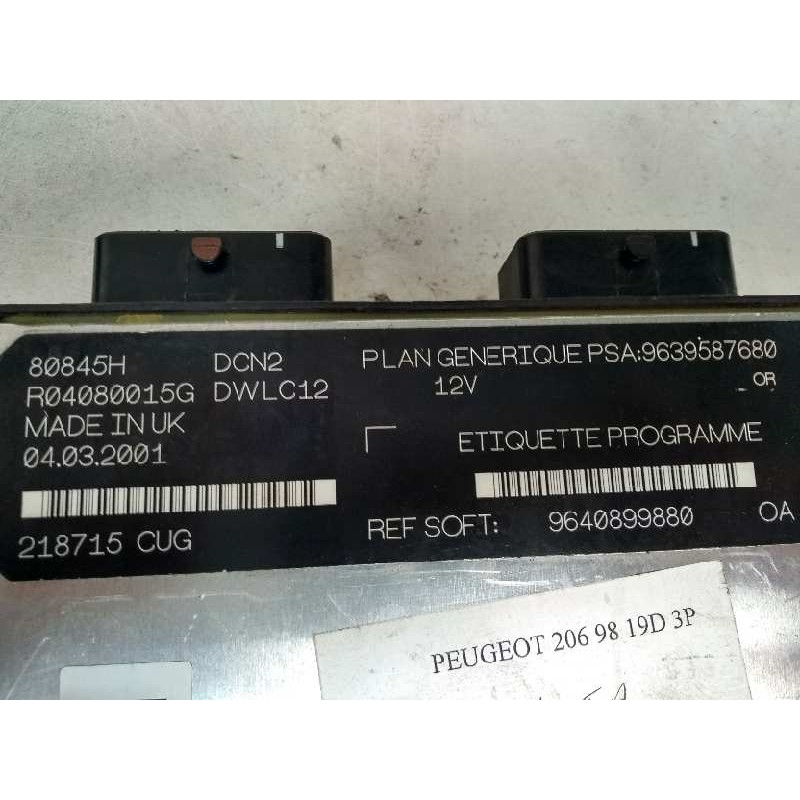 80845H DCN2
R04080015G DWLC12
MADE IN UK
04.03.2001
218715 CUG
PLAN GENERIQUE PSA:9639587680
12V OR
ETIQUETTE PROGRAMME
REF SOFT: 9640899880 OA
PEUGEOT 206 98 19D 3P